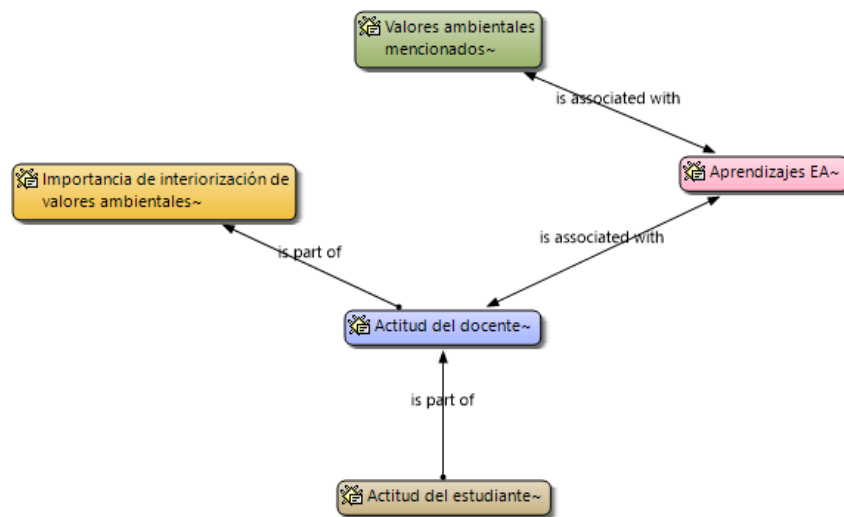 Valores ambientales
mencionados~
is associated with
Importancia de interiorización de
valores ambientales~
Aprendizajes EA~
is associated with
is part of
Actitud del docente~
is part of
Actitud del estudiante~